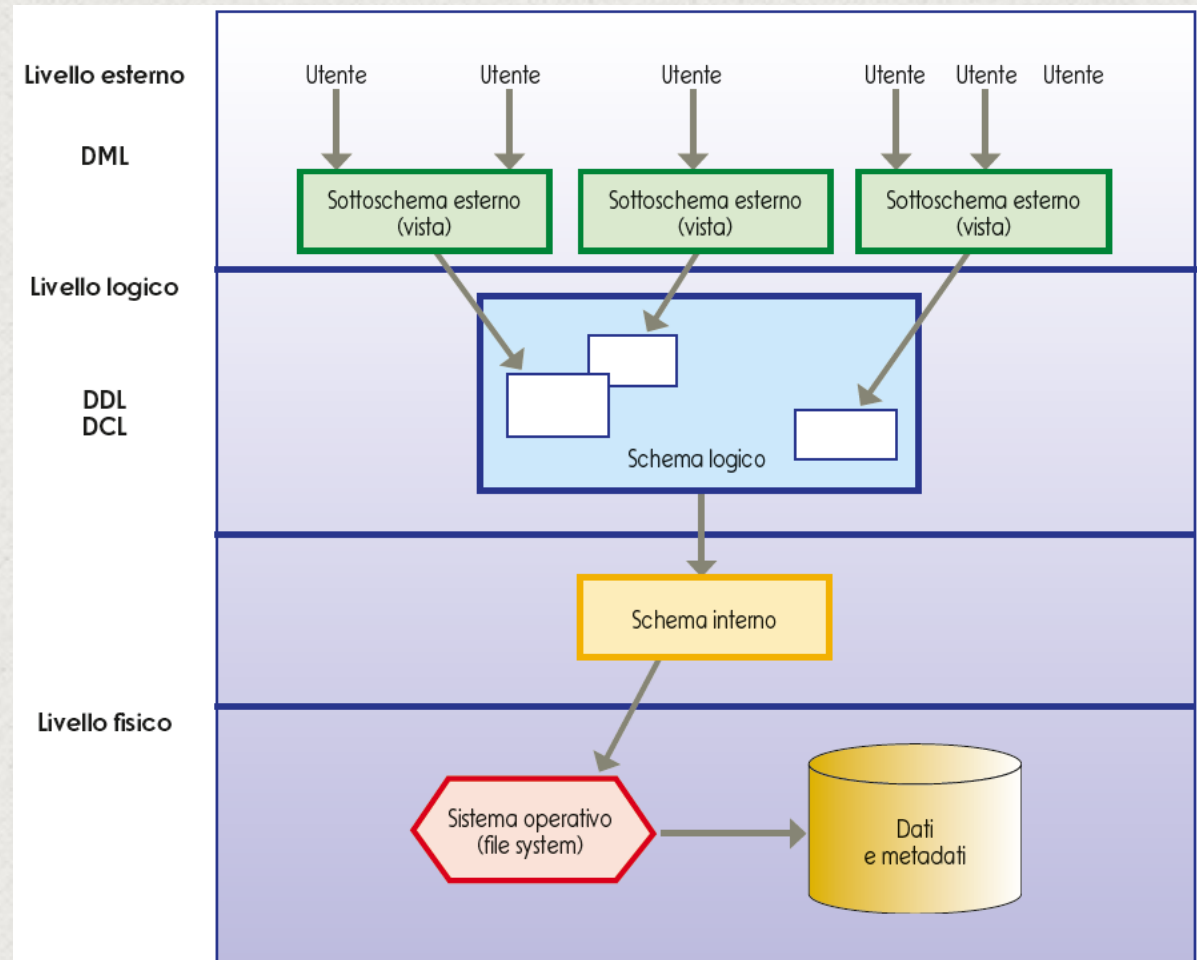 Livello esterno
Utente
Utente
Utente
Utente
Utente
Utente
DML
Sottoschema esterno
(vista)
Sottoschema esterno
(vista)
Sottoschema esterno
(vista)
Livello logico
DDL
DCL
Schema logico
Schema interno
Livello fisico
Sistema operativo
(file system)
Dati
e metadati